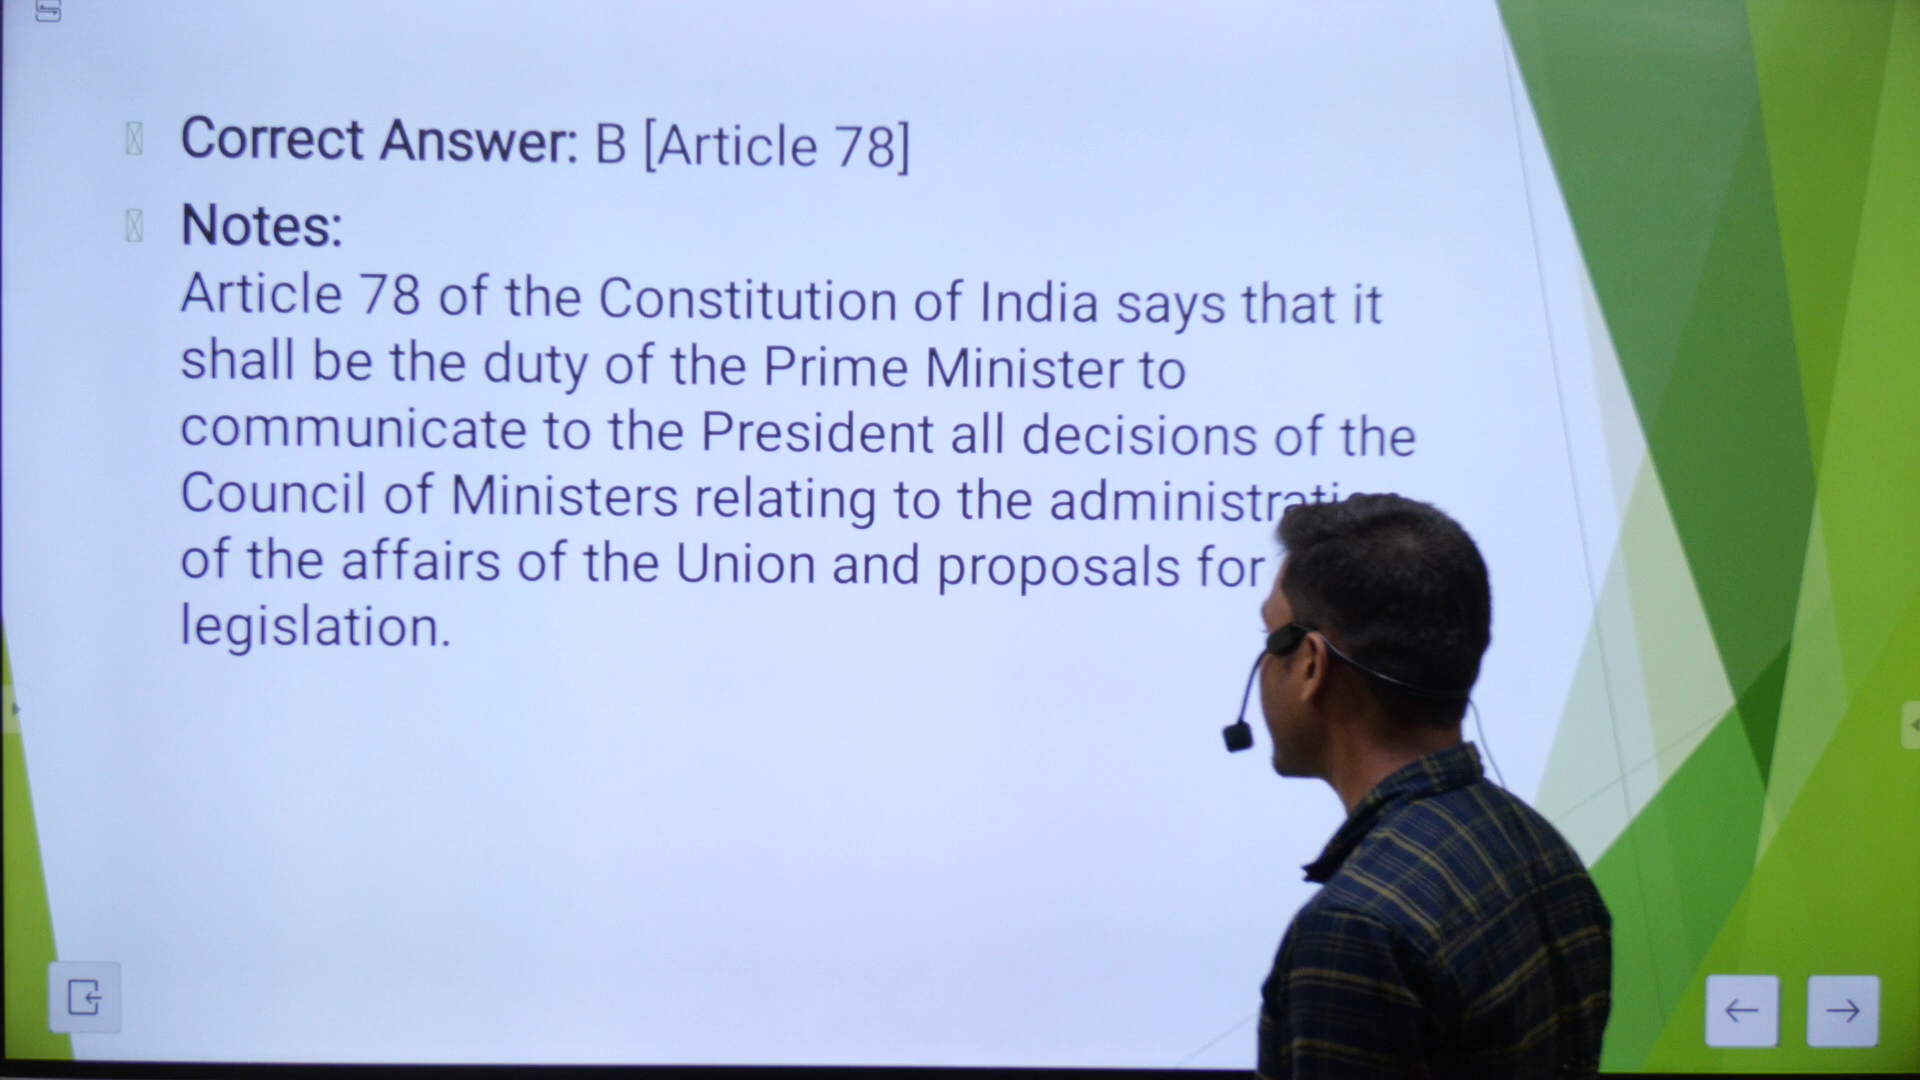 Correct Answer: B [Article 78]
Notes:
Article 78 of the Constitution of India says that it
shall be the duty of the Prime Minister to
communicate to the President all decisions of the
Council of Ministers relating to the
of the affairs of the Union and proposals for
legislation.